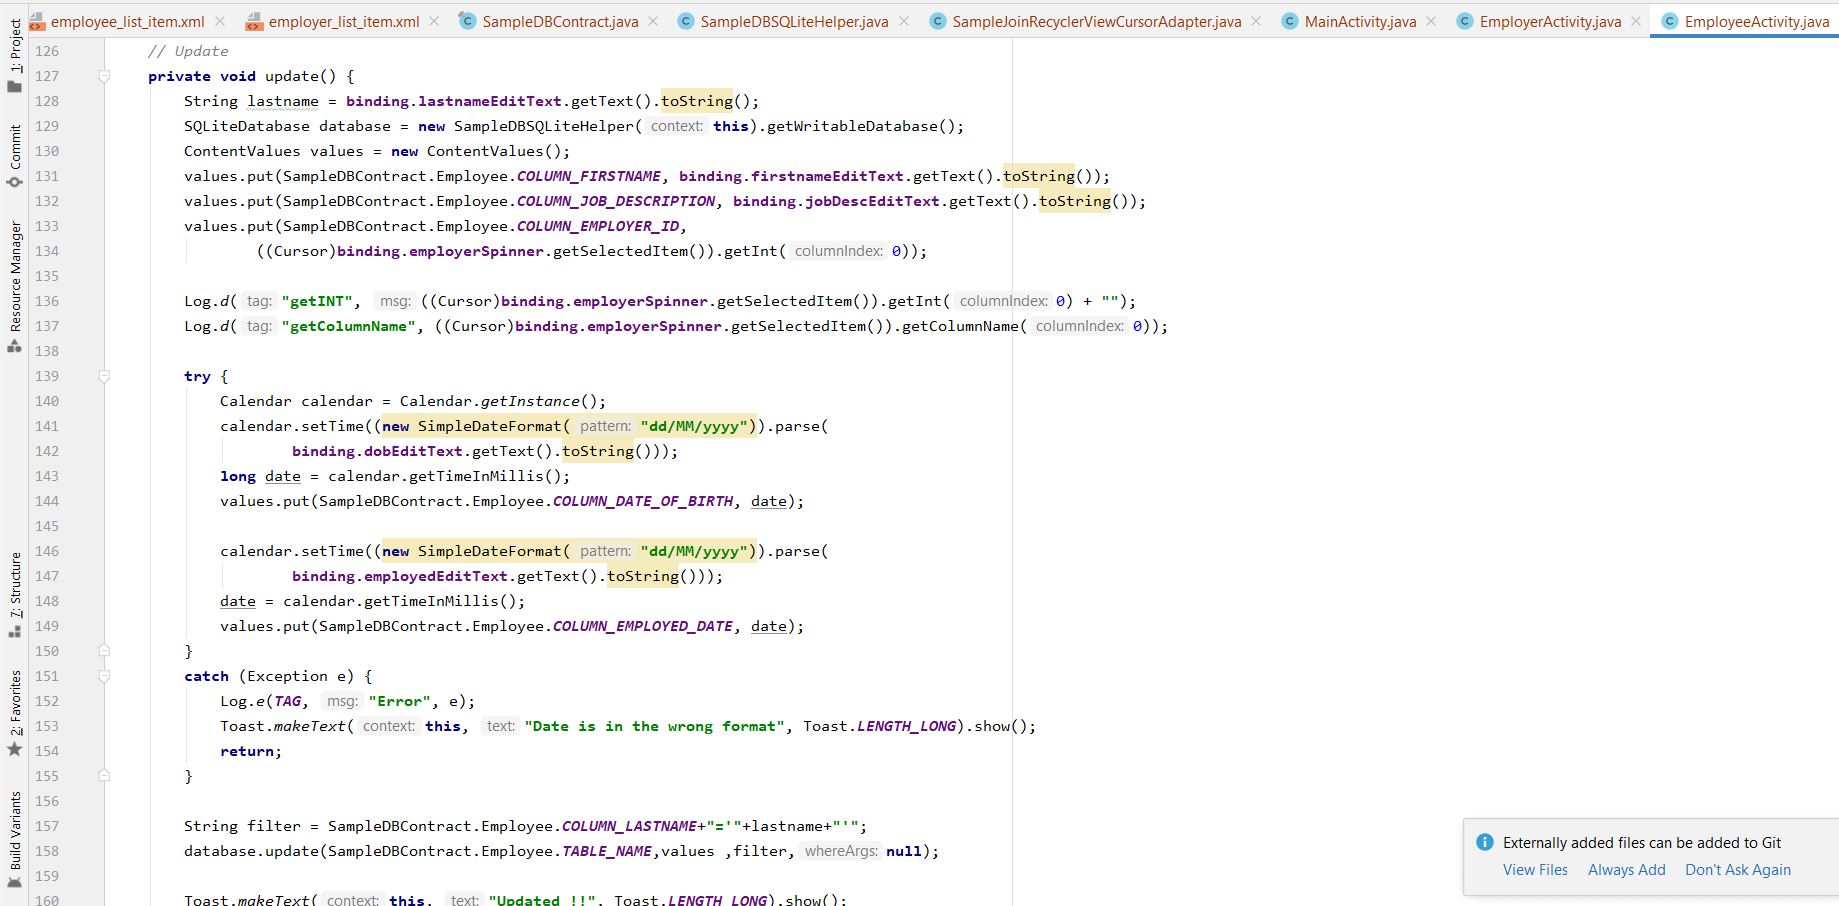 employee_list_item.xml employer_list_item.xml SampleDBContract.java SampleDBSQLiteHelper.java SampleJoinRecyclerViewCursorAdapter.java MainActivity.java EmployerActivity.java EmployeeActivity.java
1: Project
Commit
Resource Manager
7: Structure
2: Favorites
Build Variants
126 // Update
127 private void update() {
128 String lastname = binding.lastnameEditText.getText().toString();
129 SQLiteDatabase database = new SampleDBSQLiteHelper( context: this).getWritableDatabase();
130 ContentValues values = new ContentValues();
131 values.put(SampleDBContract.Employee.COLUMN_FIRSTNAME, binding.firstnameEditText.getText().toString());
132 values.put(SampleDBContract.Employee.COLUMN_JOB_DESCRIPTION, binding.jobDescEditText.getText().toString());
133 values.put(SampleDBContract.Employee.COLUMN_EMPLOYER_ID,
134 ((Cursor)binding.employerSpinner.getSelectedItem()).getInt( columnIndex: 0));
135
136 Log.d( tag: "getINT", msg: ((Cursor)binding.employerSpinner.getSelectedItem()).getInt( columnIndex: 0) + "");
137 Log.d( tag: "getColumnName", ((Cursor)binding.employerSpinner.getSelectedItem()).getColumnName( columnIndex: 0));
138
139 try {
140 Calendar calendar = Calendar.getInstance();
141 calendar.setTime((new SimpleDateFormat( pattern: "dd/MM/yyyy")).parse(
142 binding.dobEditText.getText().toString()));
143 long date = calendar.getTimeInMillis();
144 values.put(SampleDBContract.Employee.COLUMN_DATE_OF_BIRTH, date);
145
146 calendar.setTime((new SimpleDateFormat( pattern: "dd/MM/yyyy")).parse(
147 binding.employedEditText.getText().toString()));
148 date = calendar.getTimeInMillis();
149 values.put(SampleDBContract.Employee.COLUMN_EMPLOYED_DATE, date);
150 }
151 catch (Exception e) {
152 Log.e(TAG, msg: "Error", e);
153 Toast.makeText( context: this, text: "Date is in the wrong format", Toast.LENGTH_LONG).show();
154 return;
155 }
156
157 String filter = SampleDBContract.Employee.COLUMN_LASTNAME+"='"+lastname+"'";
158 database.update(SampleDBContract.Employee.TABLE_NAME,values ,filter, whereArgs: null);
159
160 Toast.makeText( context: this, text: "Updated !!", Toast.LENGTH_LONG).show();
Externally added files can be added to Git
View Files Always Add Don't Ask Again